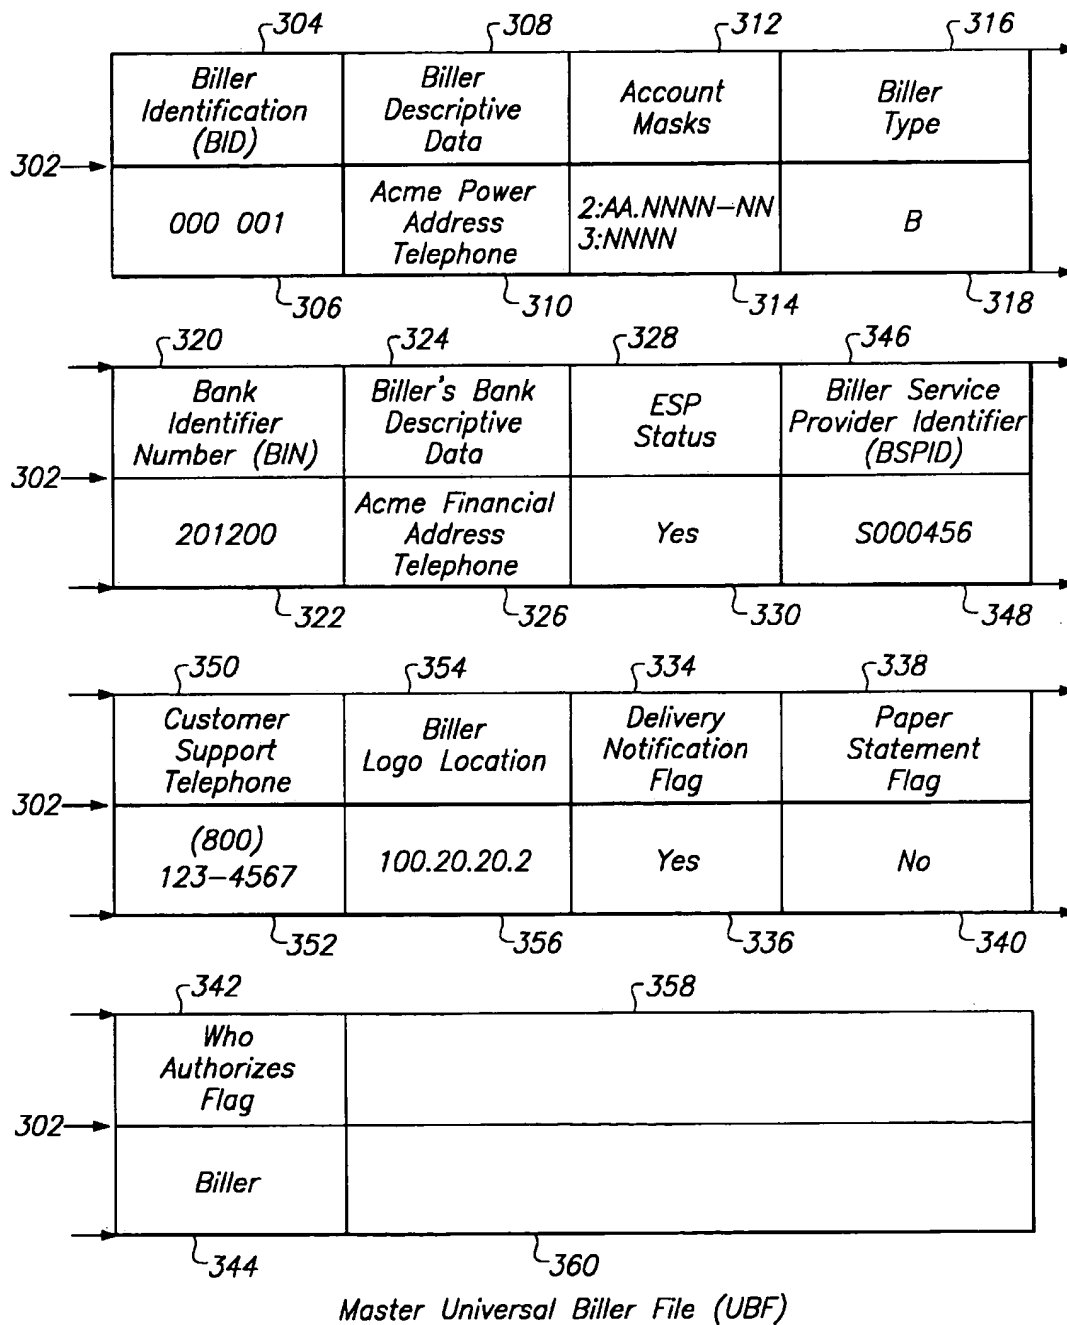 304 308 312 316
Biller Identification (BID)
Biller Descriptive Data
Account Masks
Biller Type
302
000 001
Acme Power Address Telephone
2:AA.NNNN–NN
3:NNNN
B
306 310 314 318
320 324 328 346
Bank Identifier Number (BIN)
Biller's Bank Descriptive Data
ESP Status
Biller Service Provider Identifier (BSPID)
302
201200
Acme Financial Address Telephone
Yes
S000456
322 326 330 348
350 354 334 338
Customer Support Telephone
Biller Logo Location
Delivery Notification Flag
Paper Statement Flag
302
(800) 123–4567
100.20.20.2
Yes
No
352 356 336 340
342 358
Who Authorizes Flag
302
Biller
344 360
Master Universal Biller File (UBF)